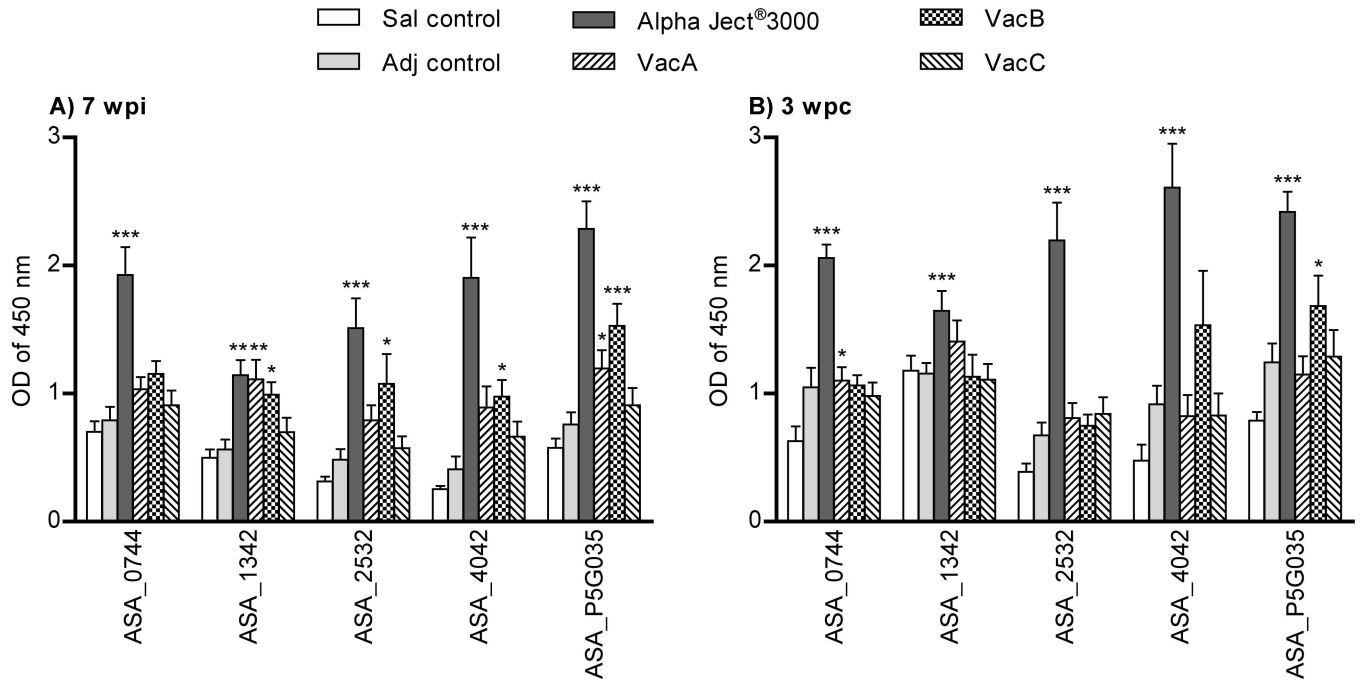 Sal control
Alpha Ject®3000
VacB
Adj control
VacA
VacC
A) 7 wpi
OD of 450 nm
3
2
1
0
***
** ** *
*** *
*** *
*** * ***
ASA_0744
ASA_1342
ASA_2532
ASA_4042
ASA_P5G035
B) 3 wpc
OD of 450 nm
3
2
1
0
*** *
***
***
***
*** *
ASA_0744
ASA_1342
ASA_2532
ASA_4042
ASA_P5G035